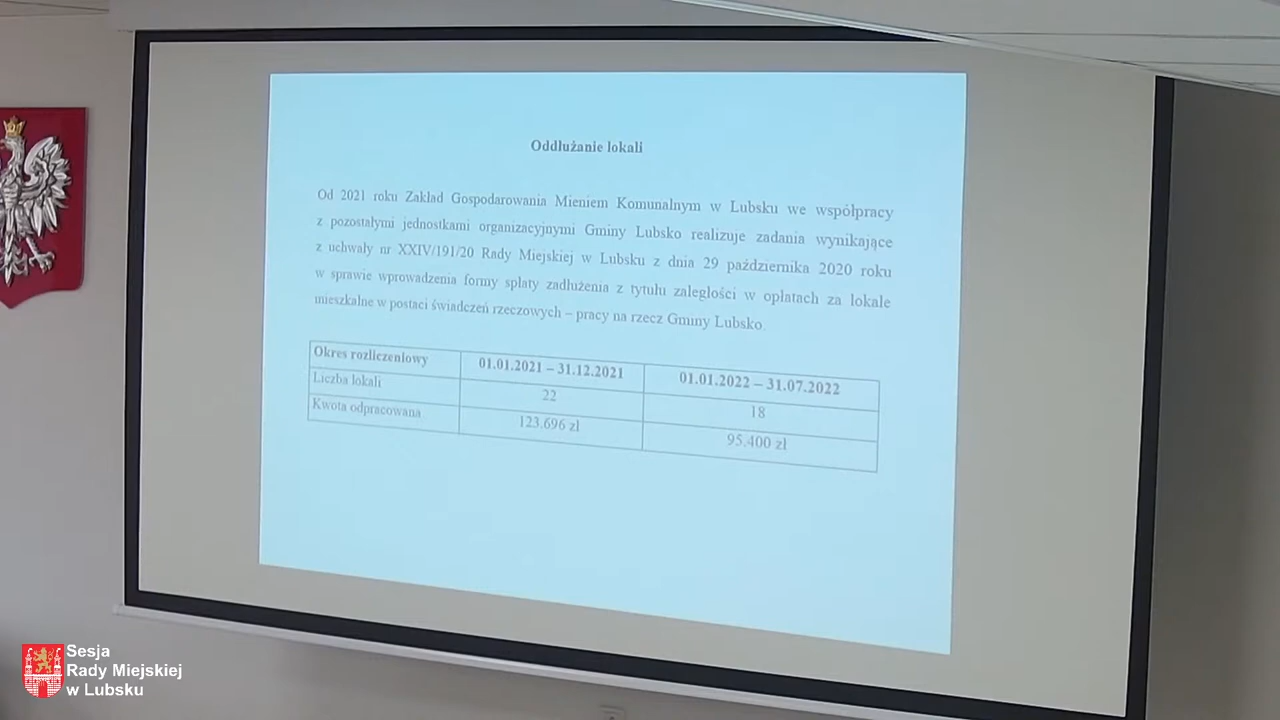 Oddłużanie lokali
Od 2021 roku Zakład Gospodarowania Mieniem Komunalnym w Lubsku we współpracy
z pozostałymi jednostkami organizacyjnymi Gminy Lubsko realizuje zadania wynikające
z uchwały nr XXIV/191/20 Rady Miejskiej w Lubsku z dnia 29 października 2020 roku
w sprawie wprowadzenia formy spłaty zadłużenia z tytułu zaległości w opłatach za lokale
mieszkalne w postaci świadczeń rzeczowych – pracy na rzecz Gminy Lubsko.
Okres rozliczeniowy 01.01.2021 – 31.12.2021 01.01.2022 – 31.07.2022
Liczba lokali 22 18
Kwota odpracowana 123.696 zł 95.400 zł
Sesja
Rady Miejskiej
w Lubsku